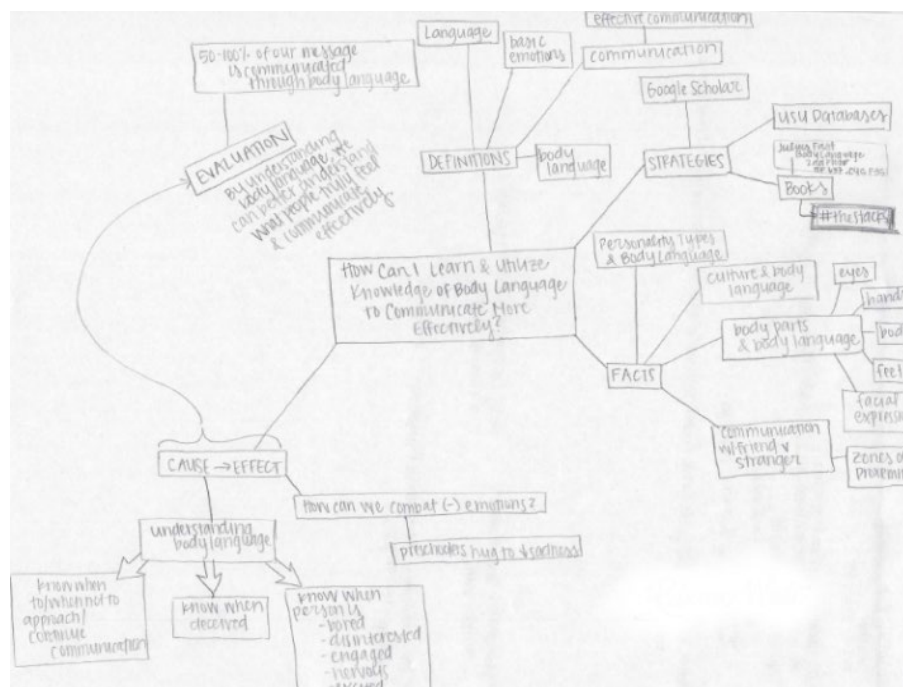 50-100% of our message
is communicated
through body language
EVALUATION
By understanding
body language, we
can better understand
what people truly feel
& communicate
effectively.
Language
basic
emotions
effective communication
communication
DEFINITIONS
body
language
Google Scholar
STRATEGIES
USU Databases
Body Language
Books
#thestacks
How Can I Learn & Utilize
Knowledge of Body Language
to Communicate More
Effectively?
Personality Types
& Body Language
culture & body
language
body parts
& body language
eyes
feet
facial
FACTS
communication
w/ friend v
stranger
zones
CAUSE → EFFECT
How can we combat (-) emotions?
hug to ↓ sadness
understanding
body language
know when
to/when not to
approach/
continue
communication
know when
deceived
know when
person is
-bored
-disinterested
-engaged
-nervous